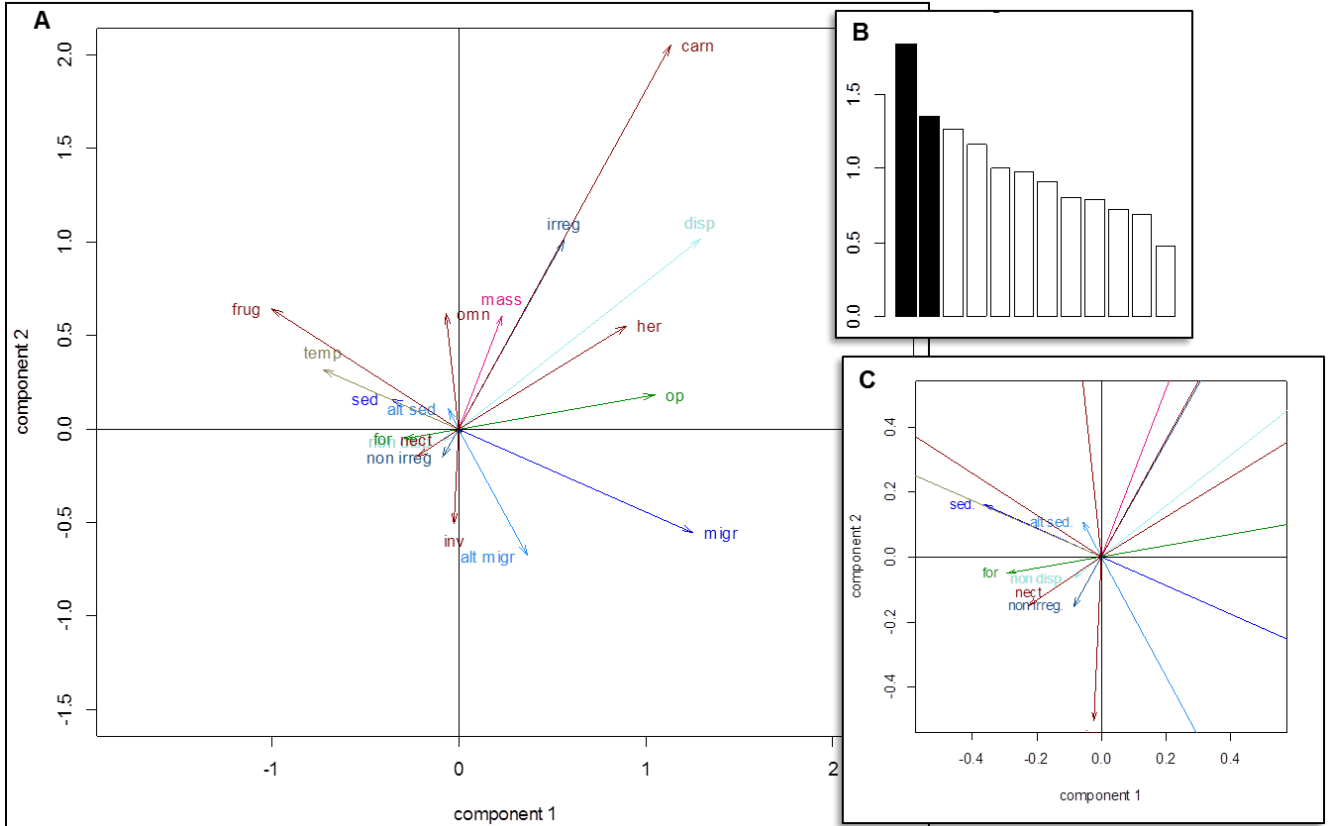 A
2.0
1.5
1.0
0.5
0.0
-0.5
-1.0
-1.5
component 2
carn
irreg
disp
mass
omn
her
frug
temp
sed
alt sed
op
for
nect
non disp
non irreg
inv
alt migr
migr
-1
0
1
2
component 1
B
1.5
1.0
0.5
0.0
C
0.4
0.2
0.0
-0.2
-0.4
component 2
sed.
alt sed.
for
non disp.
nect
non irreg.
-0.4
-0.2
0.0
0.2
0.4
component 1